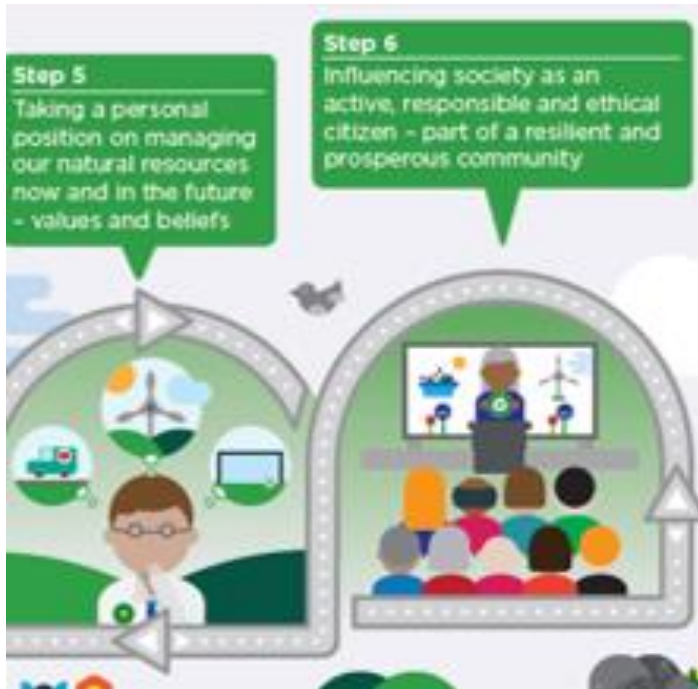 Step 5
Taking a personal
position on managing
our natural resources
now and in the future
– values and beliefs
Step 6
Influencing society as an
active, responsible and ethical
citizen – part of a resilient and
prosperous community